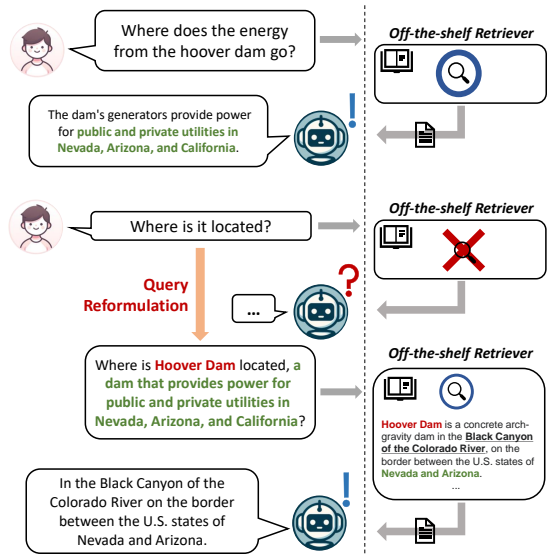 Where does the energy
from the hoover dam go?
Off-the-shelf Retriever
The dam's generators provide power
for public and private utilities in
Nevada, Arizona, and California.
!
Where is it located?
Off-the-shelf Retriever
Query
Reformulation
...
?
Where is Hoover Dam located, a
dam that provides power for
public and private utilities in
Nevada, Arizona, and California?
Off-the-shelf Retriever
Hoover Dam is a concrete arch-
gravity dam in the Black Canyon
of the Colorado River, on the
border between the U.S. states of
Nevada and Arizona.
...
In the Black Canyon of the
Colorado River on the border
between the U.S. states of
Nevada and Arizona.
!